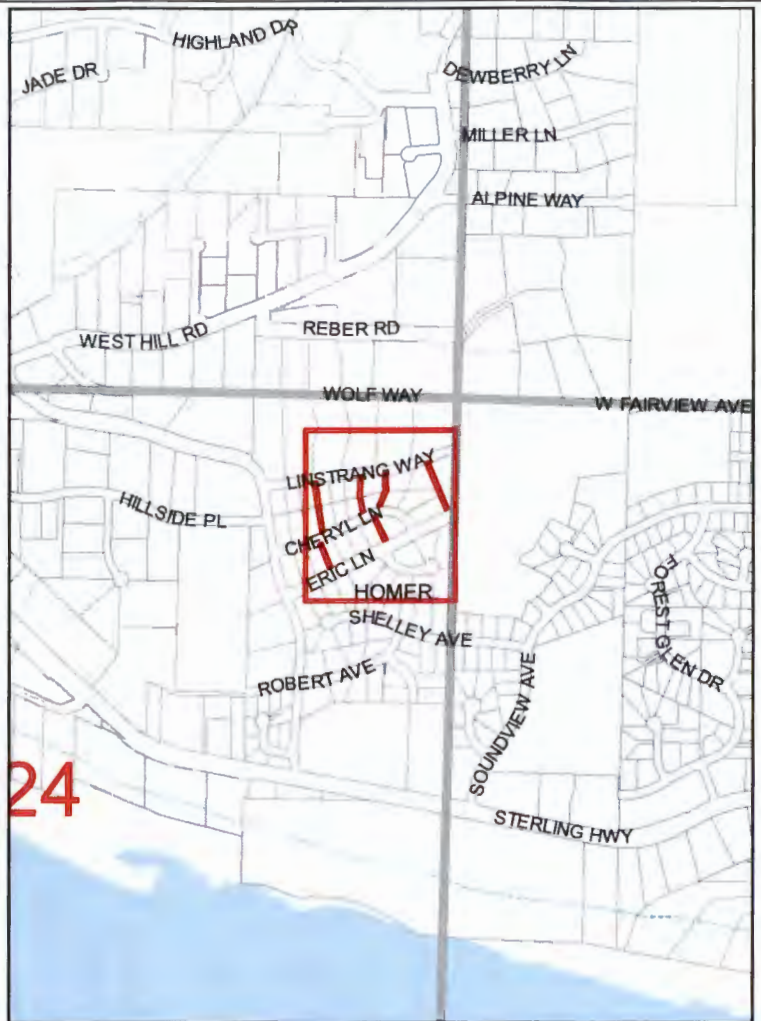 HIGHLAND DR
JADE DR
DEWBERRY LN
MILLER LN
ALPINE WAY
WEST HILL RD
REBER RD
WOLF WAY
W FAIRVIEW AVE
LINSTRANG WAY
HILLSIDE PL
CHERYL LN
ERIC LN
HOMER
SHELLEY AVE
FOREST GLEN DR
ROBERT AVE
SOUNDVIEW AVE
24
STERLING HWY